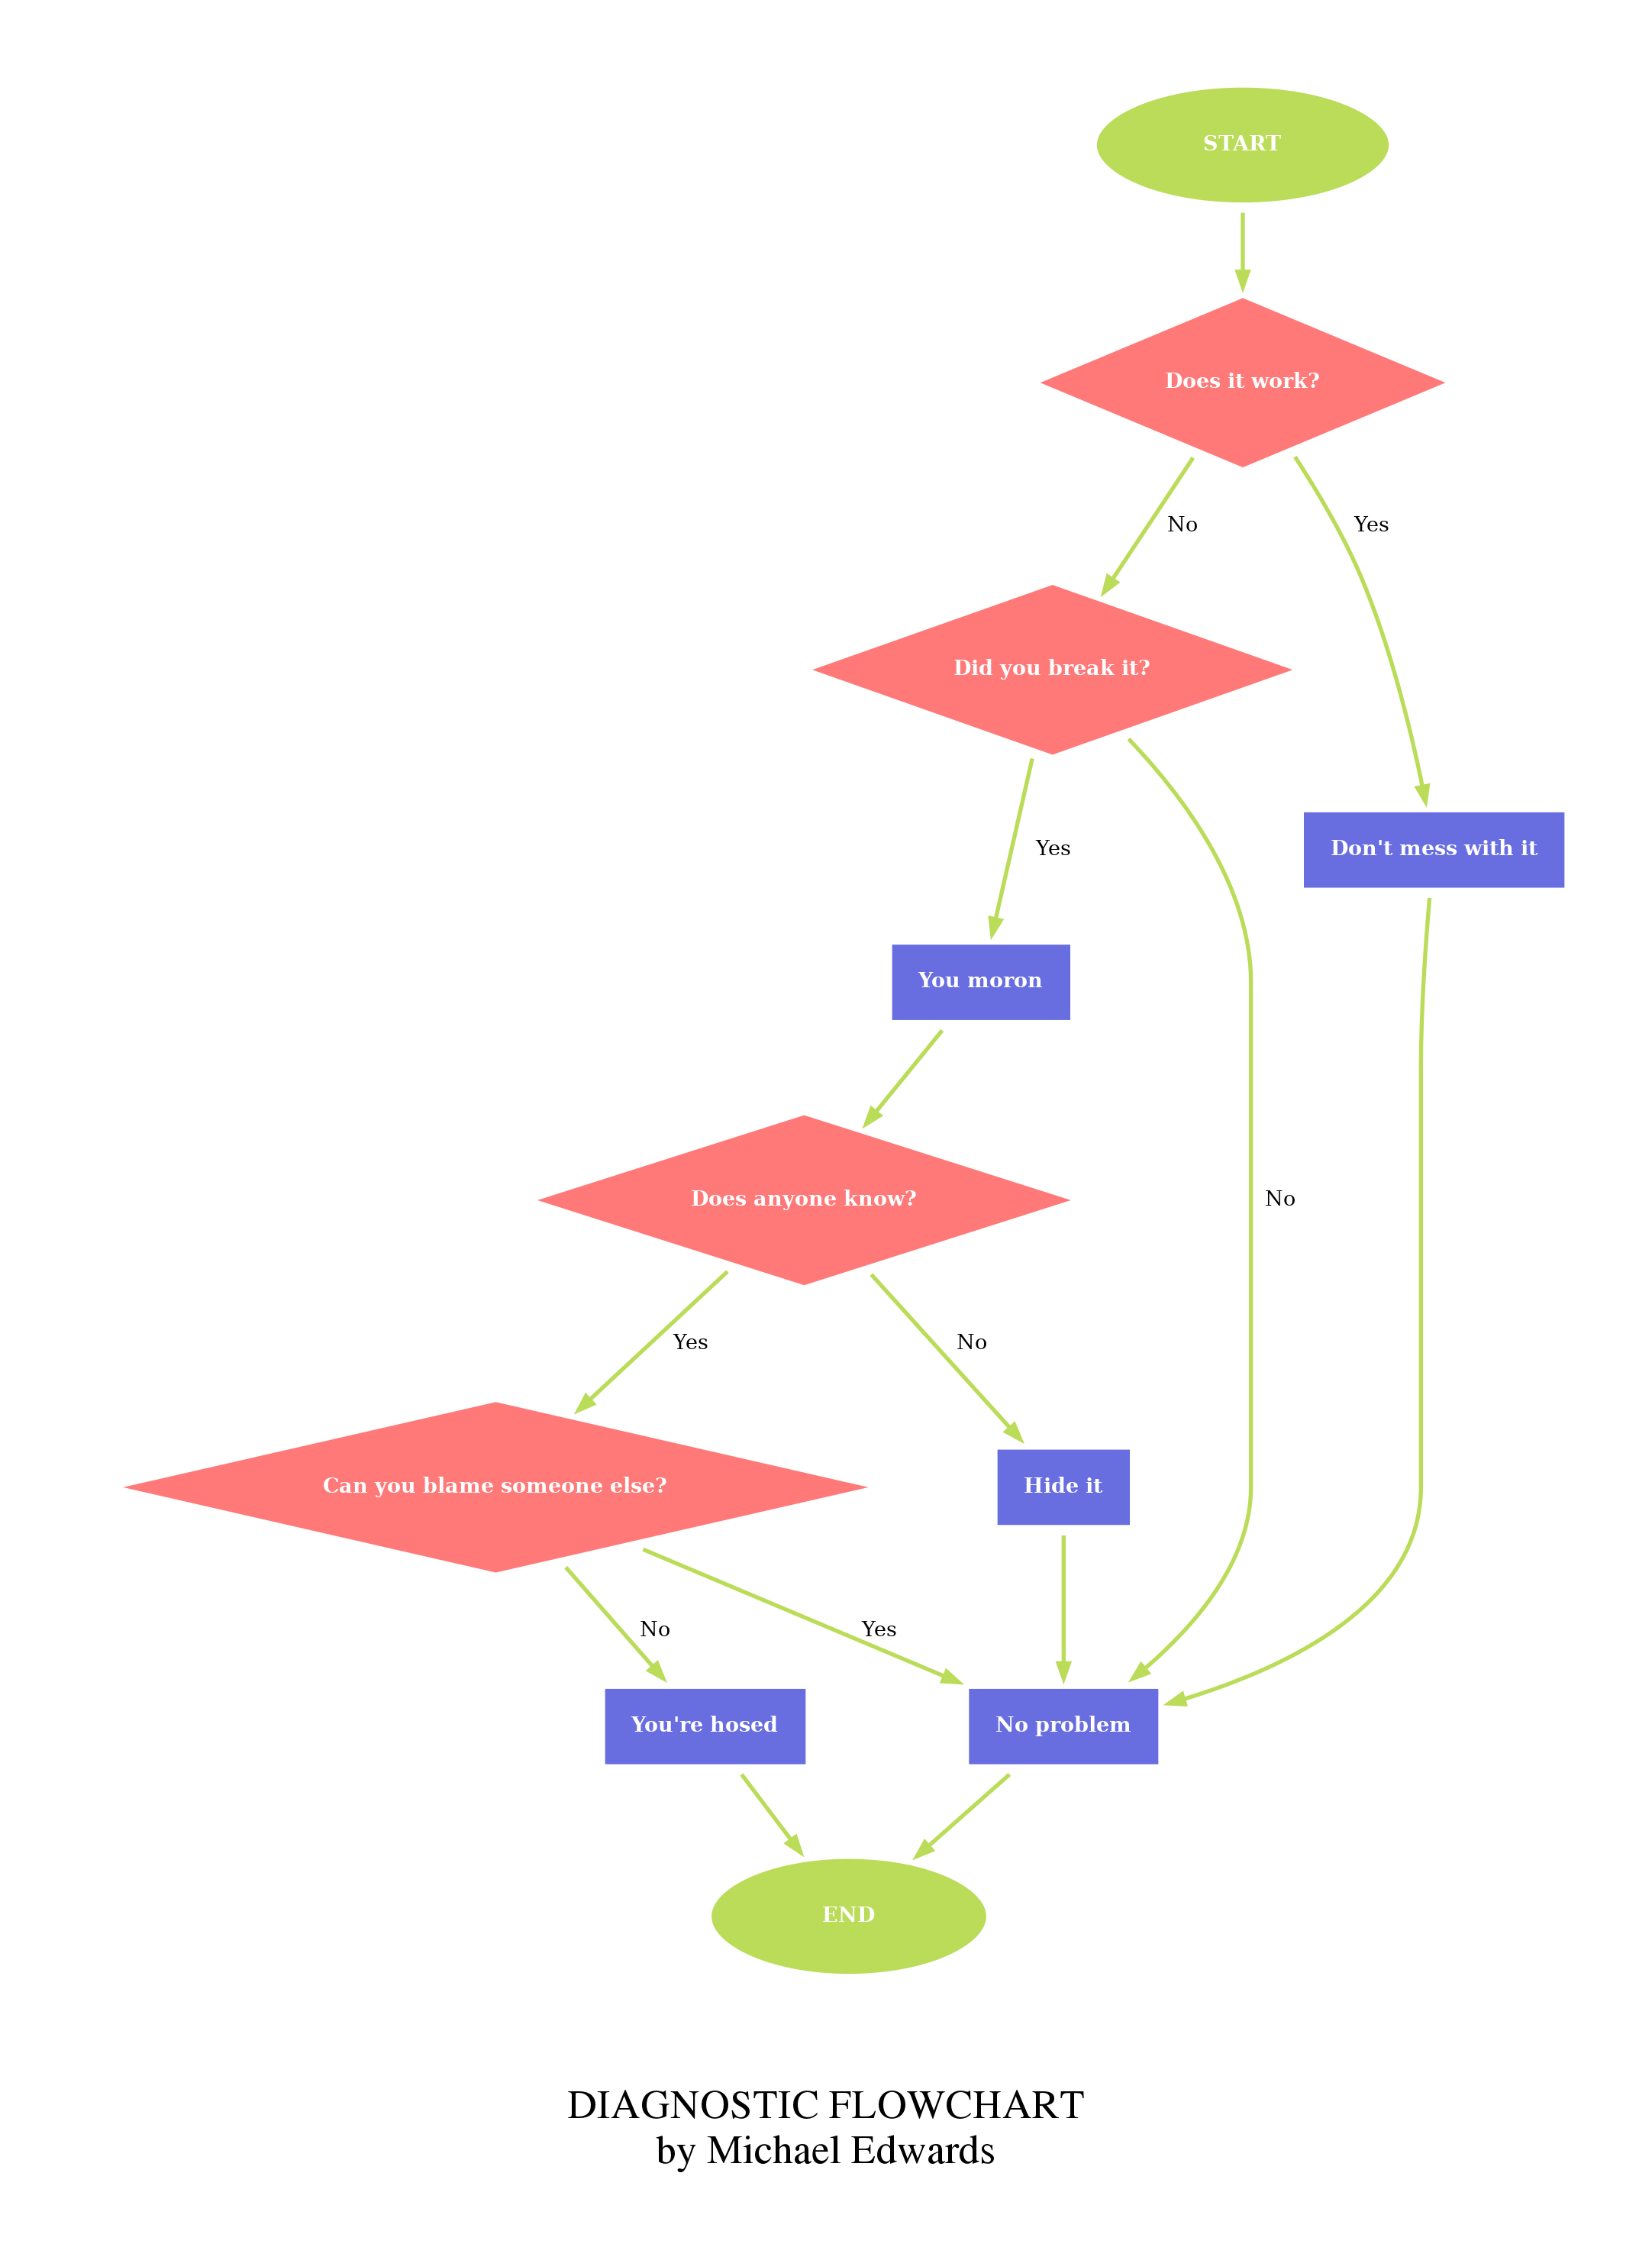 START
Does it work?
No
Yes
Did you break it?
Yes
Don't mess with it
You moron
Does anyone know?
No
Yes
No
Can you blame someone else?
Hide it
No
Yes
You're hosed
No problem
END
DIAGNOSTIC FLOWCHART
by Michael Edwards